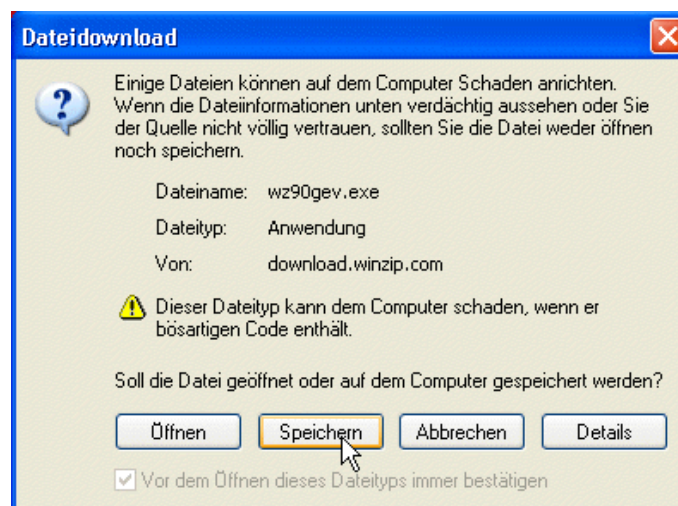 Dateidownload
Einige Dateien können auf dem Computer Schaden anrichten.
Wenn die Dateiinformationen unten verdächtig aussehen oder Sie
der Quelle nicht völlig vertrauen, sollten Sie die Datei weder öffnen
noch speichern.
Dateiname: wz90gev.exe
Dateityp: Anwendung
Von: download.winzip.com
Dieser Dateityp kann dem Computer schaden, wenn er
bösartigen Code enthält.
Soll die Datei geöffnet oder auf dem Computer gespeichert werden?
Öffnen Speichern Abbrechen Details
Vor dem Öffnen dieses Dateityps immer bestätigen